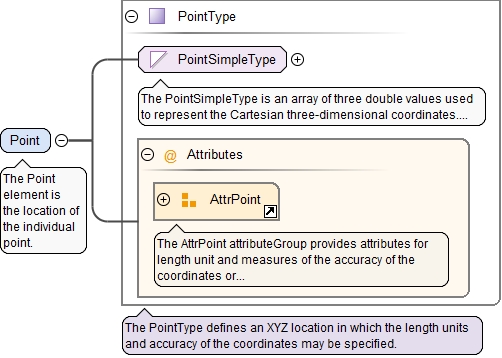 PointType
PointSimpleType
The PointSimpleType is an array of three double values used
to represent the Cartesian three-dimensional coordinates....
Point
The Point
element is
the location of
the individual
point.
@ Attributes
AttrPoint
The AttrPoint attributeGroup provides attributes for
length unit and measures of the accuracy of the
coordinates or...
The PointType defines an XYZ location in which the length units
and accuracy of the coordinates may be specified.